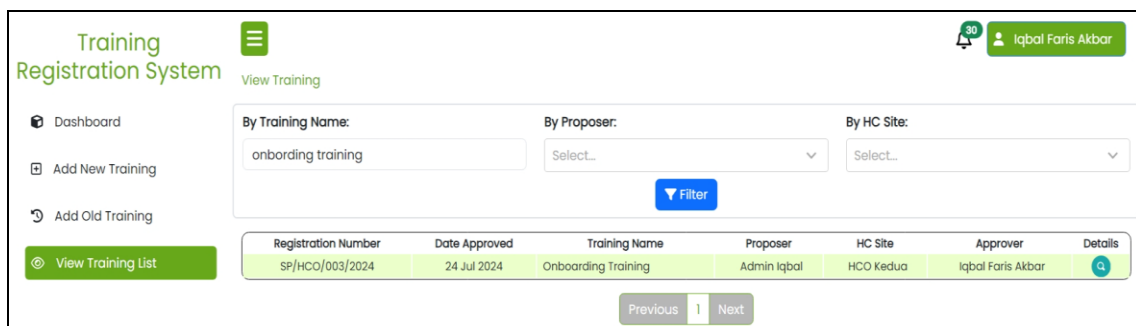 Training
Registration System
30
Iqbal Faris Akbar
View Training
Dashboard
Add New Training
Add Old Training
View Training List
By Training Name:
By Proposer:
By HC Site:
onbording training
Select...
Select...
Filter
Registration Number Date Approved Training Name Proposer HC Site Approver Details
SP/HCO/003/2024 24 Jul 2024 Onboarding Training Admin Iqbal HCO Kedua Iqbal Faris Akbar
Previous 1 Next